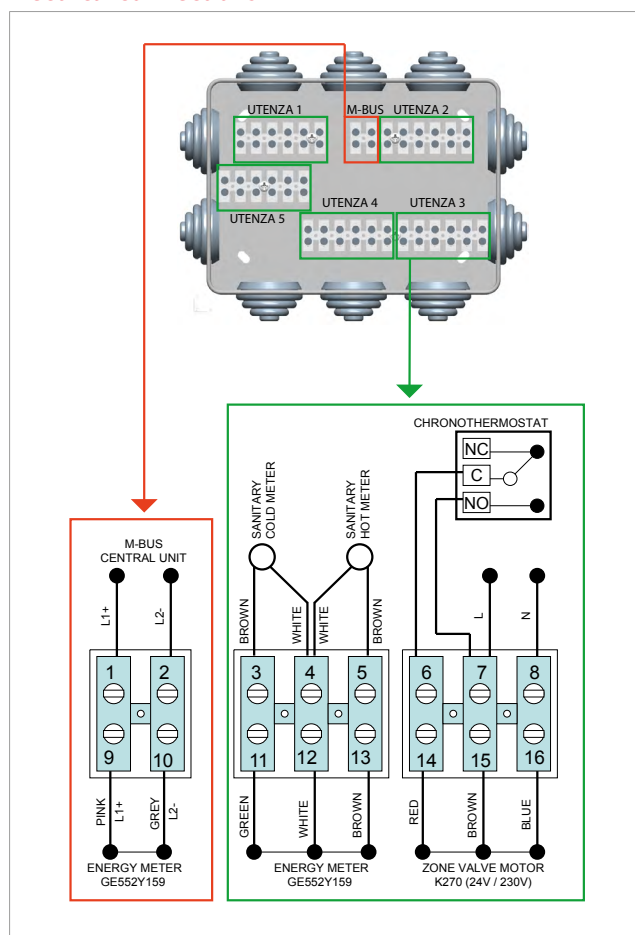 UTENZA 1
M-BUS
UTENZA 2
UTENZA 5
UTENZA 4
UTENZA 3
CHRONOTHERMOSTAT
NC
C
NO
SANITARY
COLD METER
SANITARY
HOT METER
M-BUS
CENTRAL UNIT
L1+
L2-
BROWN
WHITE
WHITE
BROWN
L
N
1
2
3
4
5
6
7
8
9
10
11
12
13
14
15
16
PINK
L1+
GREY
L2-
GREEN
WHITE
BROWN
RED
BROWN
BLUE
ENERGY METER
GE552Y159
ENERGY METER
GE552Y159
ZONE VALVE MOTOR
K270 (24V / 230V)